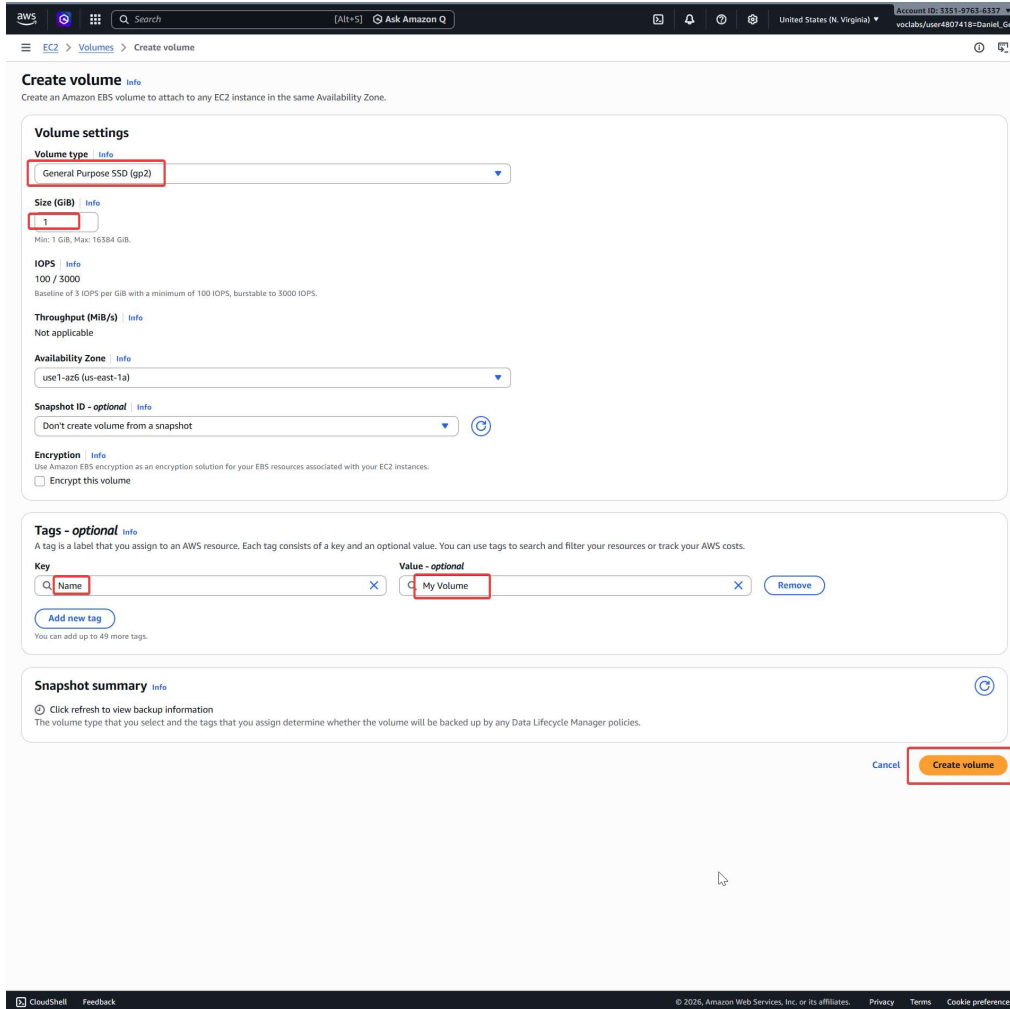 aws
Search [Alt+S] Ask Amazon Q United States (N. Virginia) Account ID: 3351-9763-6337
voclabs/user4807418=Daniel_G
EC2 > Volumes > Create volume
Create volume Info
Create an Amazon EBS volume to attach to any EC2 instance in the same Availability Zone.
Volume settings
Volume type Info
General Purpose SSD (gp2)
Size (GiB) Info
1
Min: 1 GiB, Max: 16384 GiB.
IOPS Info
100 / 3000
Baseline of 3 IOPS per GiB with a minimum of 100 IOPS, burstable to 3000 IOPS.
Throughput (MiB/s) Info
Not applicable
Availability Zone Info
use1-az6 (us-east-1a)
Snapshot ID - optional Info
Don't create volume from a snapshot
Encryption Info
Use Amazon EBS encryption as an encryption solution for your EBS resources associated with your EC2 instances.
Encrypt this volume
Tags - optional Info
A tag is a label that you assign to an AWS resource. Each tag consists of a key and an optional value. You can use tags to search and filter your resources or track your AWS costs.
Key Value - optional
Name My Volume Remove
Add new tag
You can add up to 49 more tags.
Snapshot summary Info
Click refresh to view backup information
The volume type that you select and the tags that you assign determine whether the volume will be backed up by any Data Lifecycle Manager policies.
Cancel Create volume
CloudShell Feedback © 2026, Amazon Web Services, Inc. or its affiliates. Privacy Terms Cookie preference